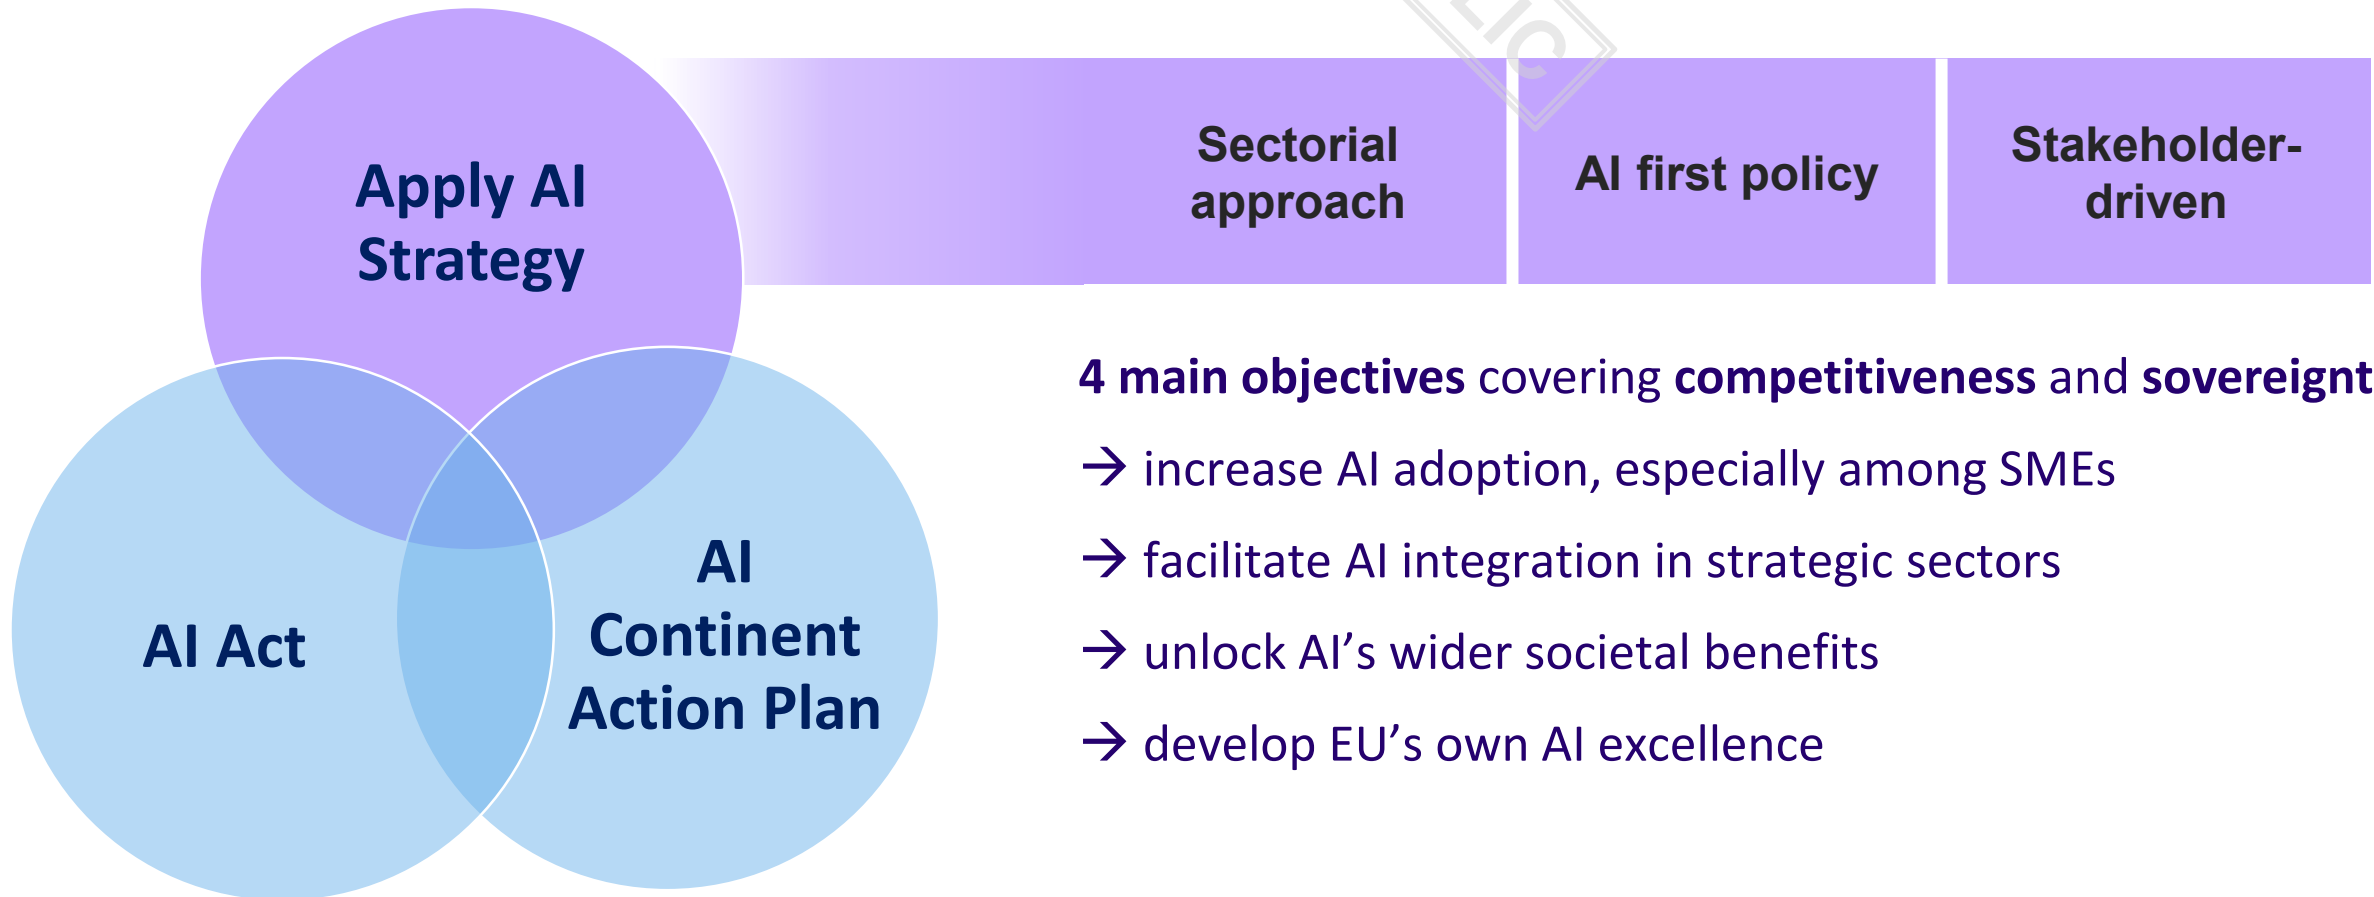 Apply AI
Strategy
AI Act
AI
Continent
Action Plan
Sectorial
approach
AI first policy
Stakeholder-
driven
4 main objectives covering competitiveness and sovereignt
→ increase AI adoption, especially among SMEs
→ facilitate AI integration in strategic sectors
→ unlock AI’s wider societal benefits
→ develop EU’s own AI excellence